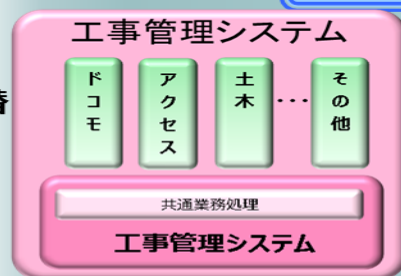 工事管理システム
ドコモ
アクセス
土木
・・・
その他
共通業務処理
工事管理システム